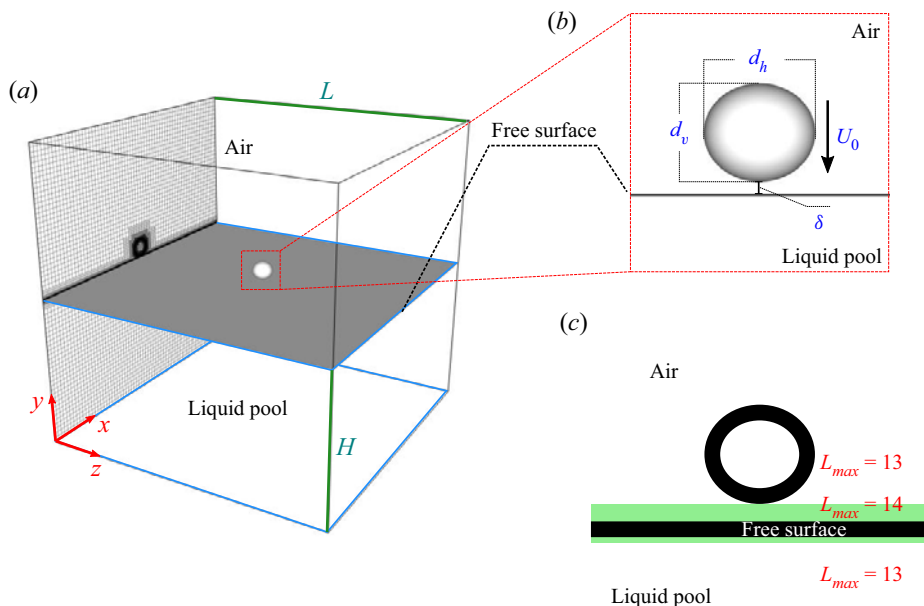 (a)
L
Air
Free surface
y
x
z
Liquid pool
H
(b)
Air
d_h
d_v
U_0
δ
Liquid pool
(c)
Air
L_max = 13
L_max = 14
Free surface
L_max = 13
Liquid pool